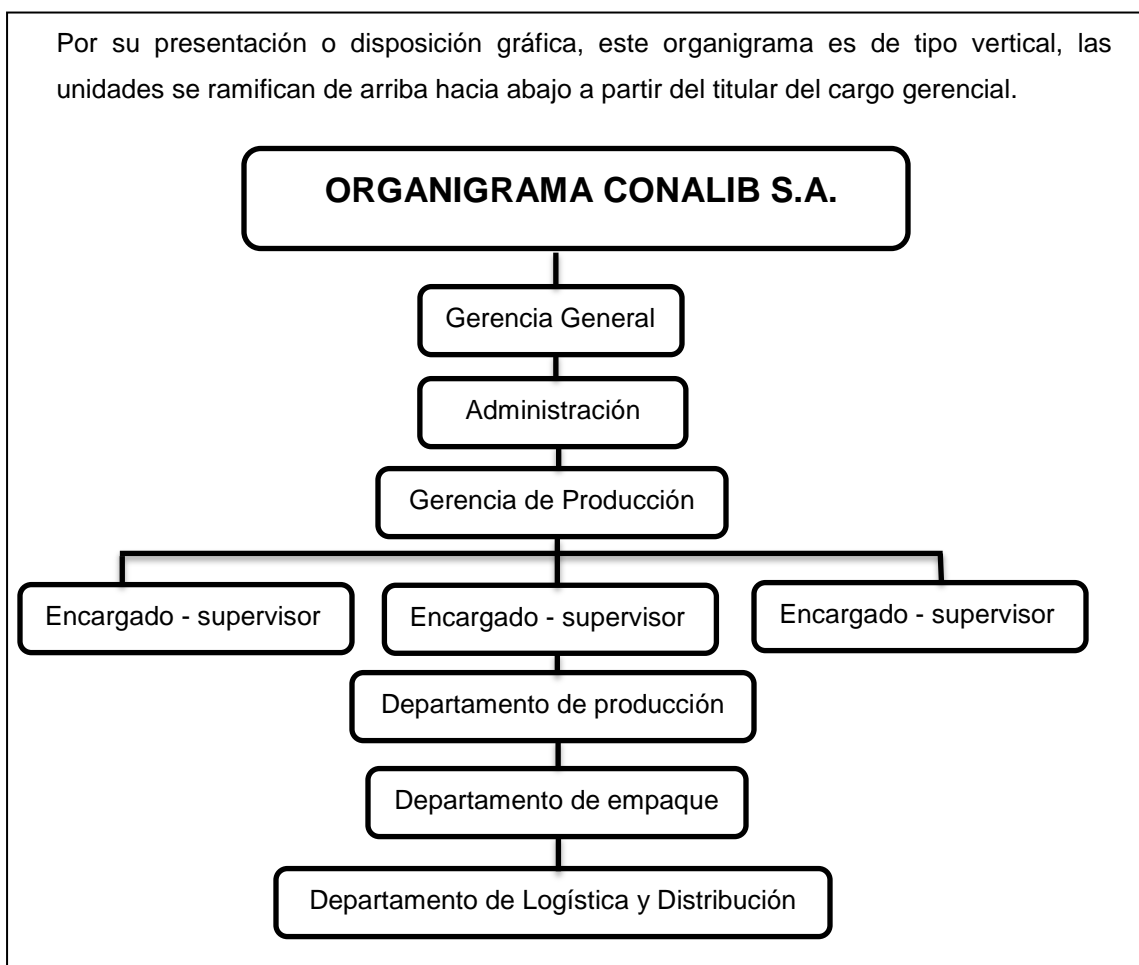 Por su presentación o disposición gráfica, este organigrama es de tipo vertical, las
unidades se ramifican de arriba hacia abajo a partir del titular del cargo gerencial.
ORGANIGRAMA CONALIB S.A.
Gerencia General
Administración
Gerencia de Producción
Encargado - supervisor
Encargado - supervisor
Encargado - supervisor
Departamento de producción
Departamento de empaque
Departamento de Logística y Distribución